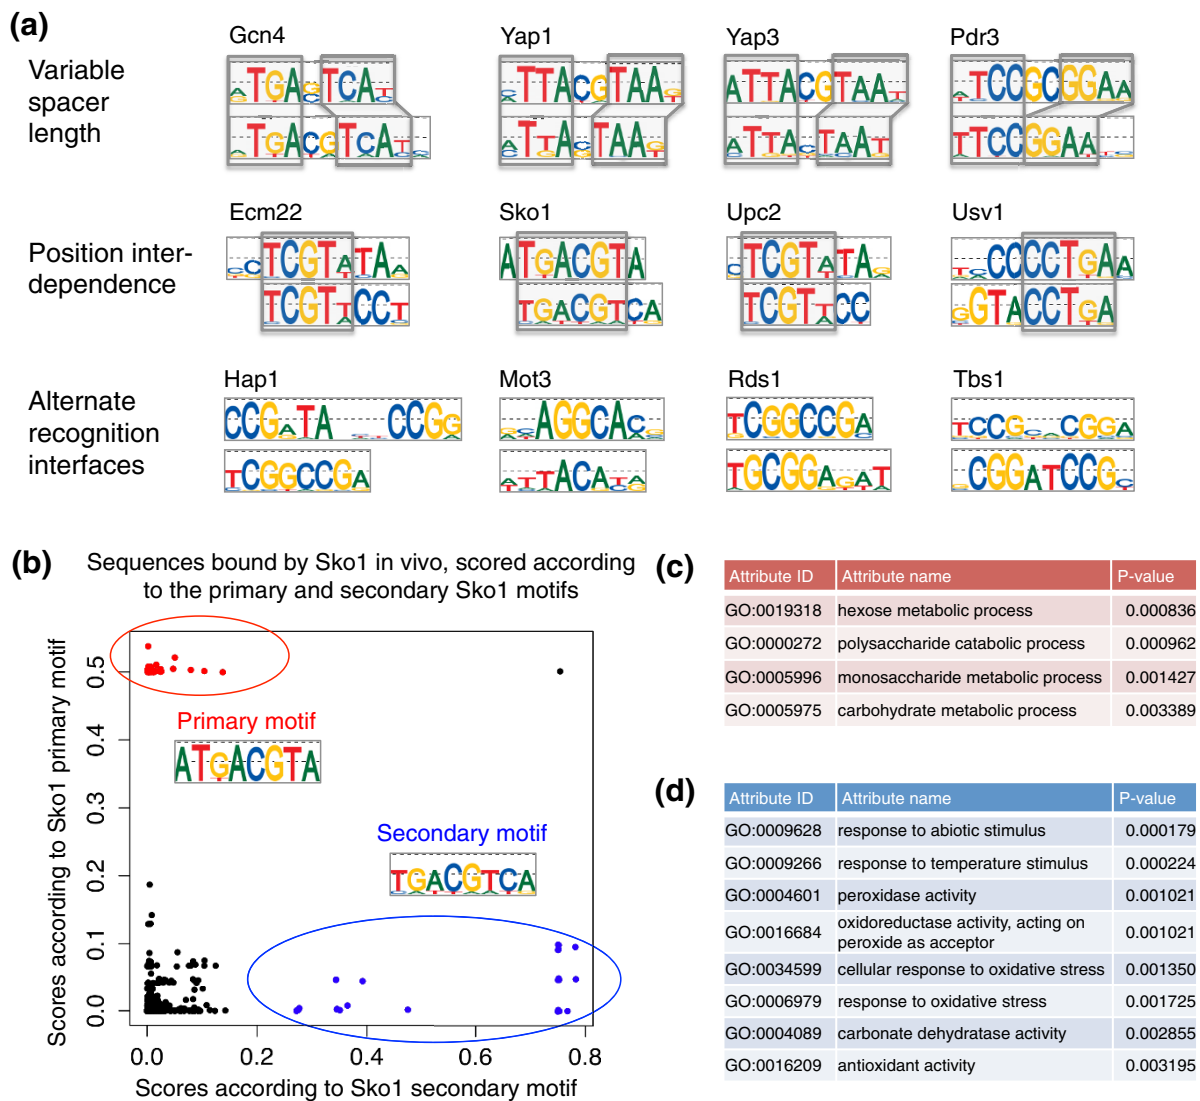 (a)
Gcn4 Yap1 Yap3 Pdr3
Variable
spacer
length
Ecm22 Sko1 Upc2 Usv1
Position inter-
dependence
Hap1 Mot3 Rds1 Tbs1
Alternate
recognition
interfaces
(b)
Sequences bound by Sko1 in vivo, scored according
to the primary and secondary Sko1 motifs
Scores according to Sko1 primary motif
0.5
0.4
0.3
0.2
0.1
0.0
Primary motif
ATGACGTA
Secondary motif
TGACGTCA
0.0 0.2 0.4 0.6 0.8
Scores according to Sko1 secondary motif
(c)
Attribute ID Attribute name P-value
GO:0019318 hexose metabolic process 0.000836
GO:0000272 polysaccharide catabolic process 0.000962
GO:0005996 monosaccharide metabolic process 0.001427
GO:0005975 carbohydrate metabolic process 0.003389
(d)
Attribute ID Attribute name P-value
GO:0009628 response to abiotic stimulus 0.000179
GO:0009266 response to temperature stimulus 0.000224
GO:0004601 peroxidase activity 0.001021
GO:0016684 oxidoreductase activity, acting on
peroxide as acceptor 0.001021
GO:0034599 cellular response to oxidative stress 0.001350
GO:0006979 response to oxidative stress 0.001725
GO:0004089 carbonate dehydratase activity 0.002855
GO:0016209 antioxidant activity 0.003195